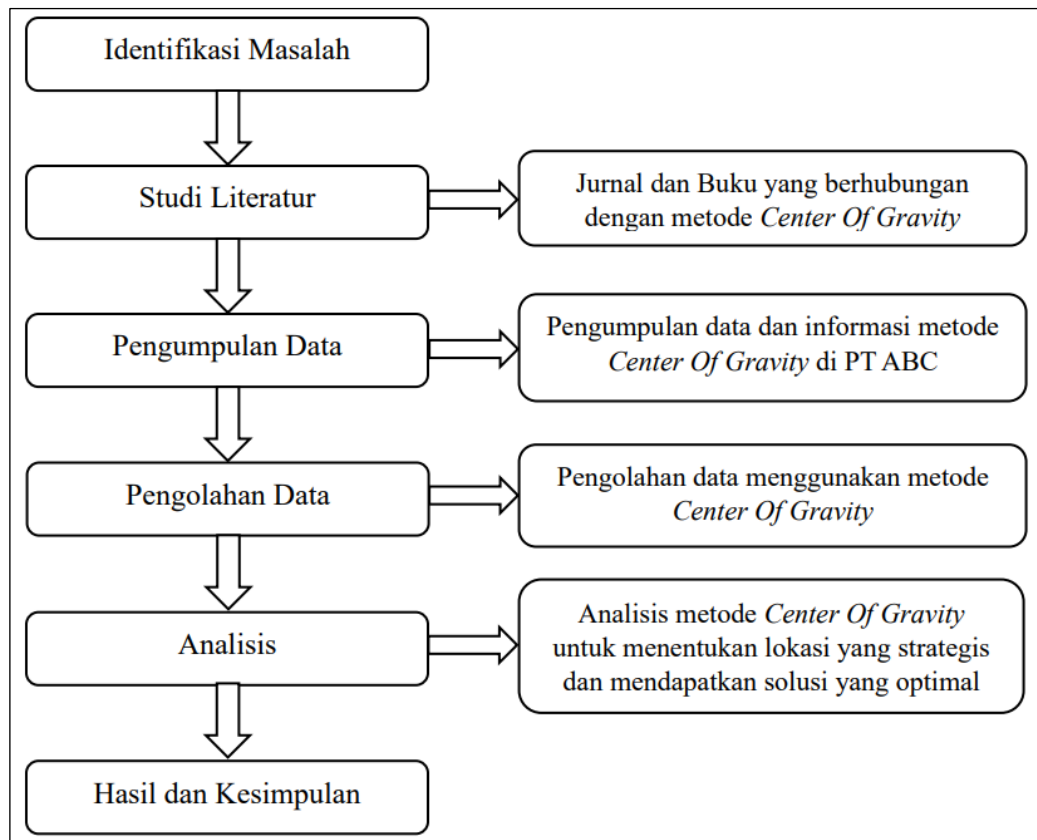 Identifikasi Masalah
Studi Literatur
Jurnal dan Buku yang berhubungan
dengan metode Center Of Gravity
Pengumpulan Data
Pengumpulan data dan informasi metode
Center Of Gravity di PT ABC
Pengolahan Data
Pengolahan data menggunakan metode
Center Of Gravity
Analisis
Analisis metode Center Of Gravity
untuk menentukan lokasi yang strategis
dan mendapatkan solusi yang optimal
Hasil dan Kesimpulan